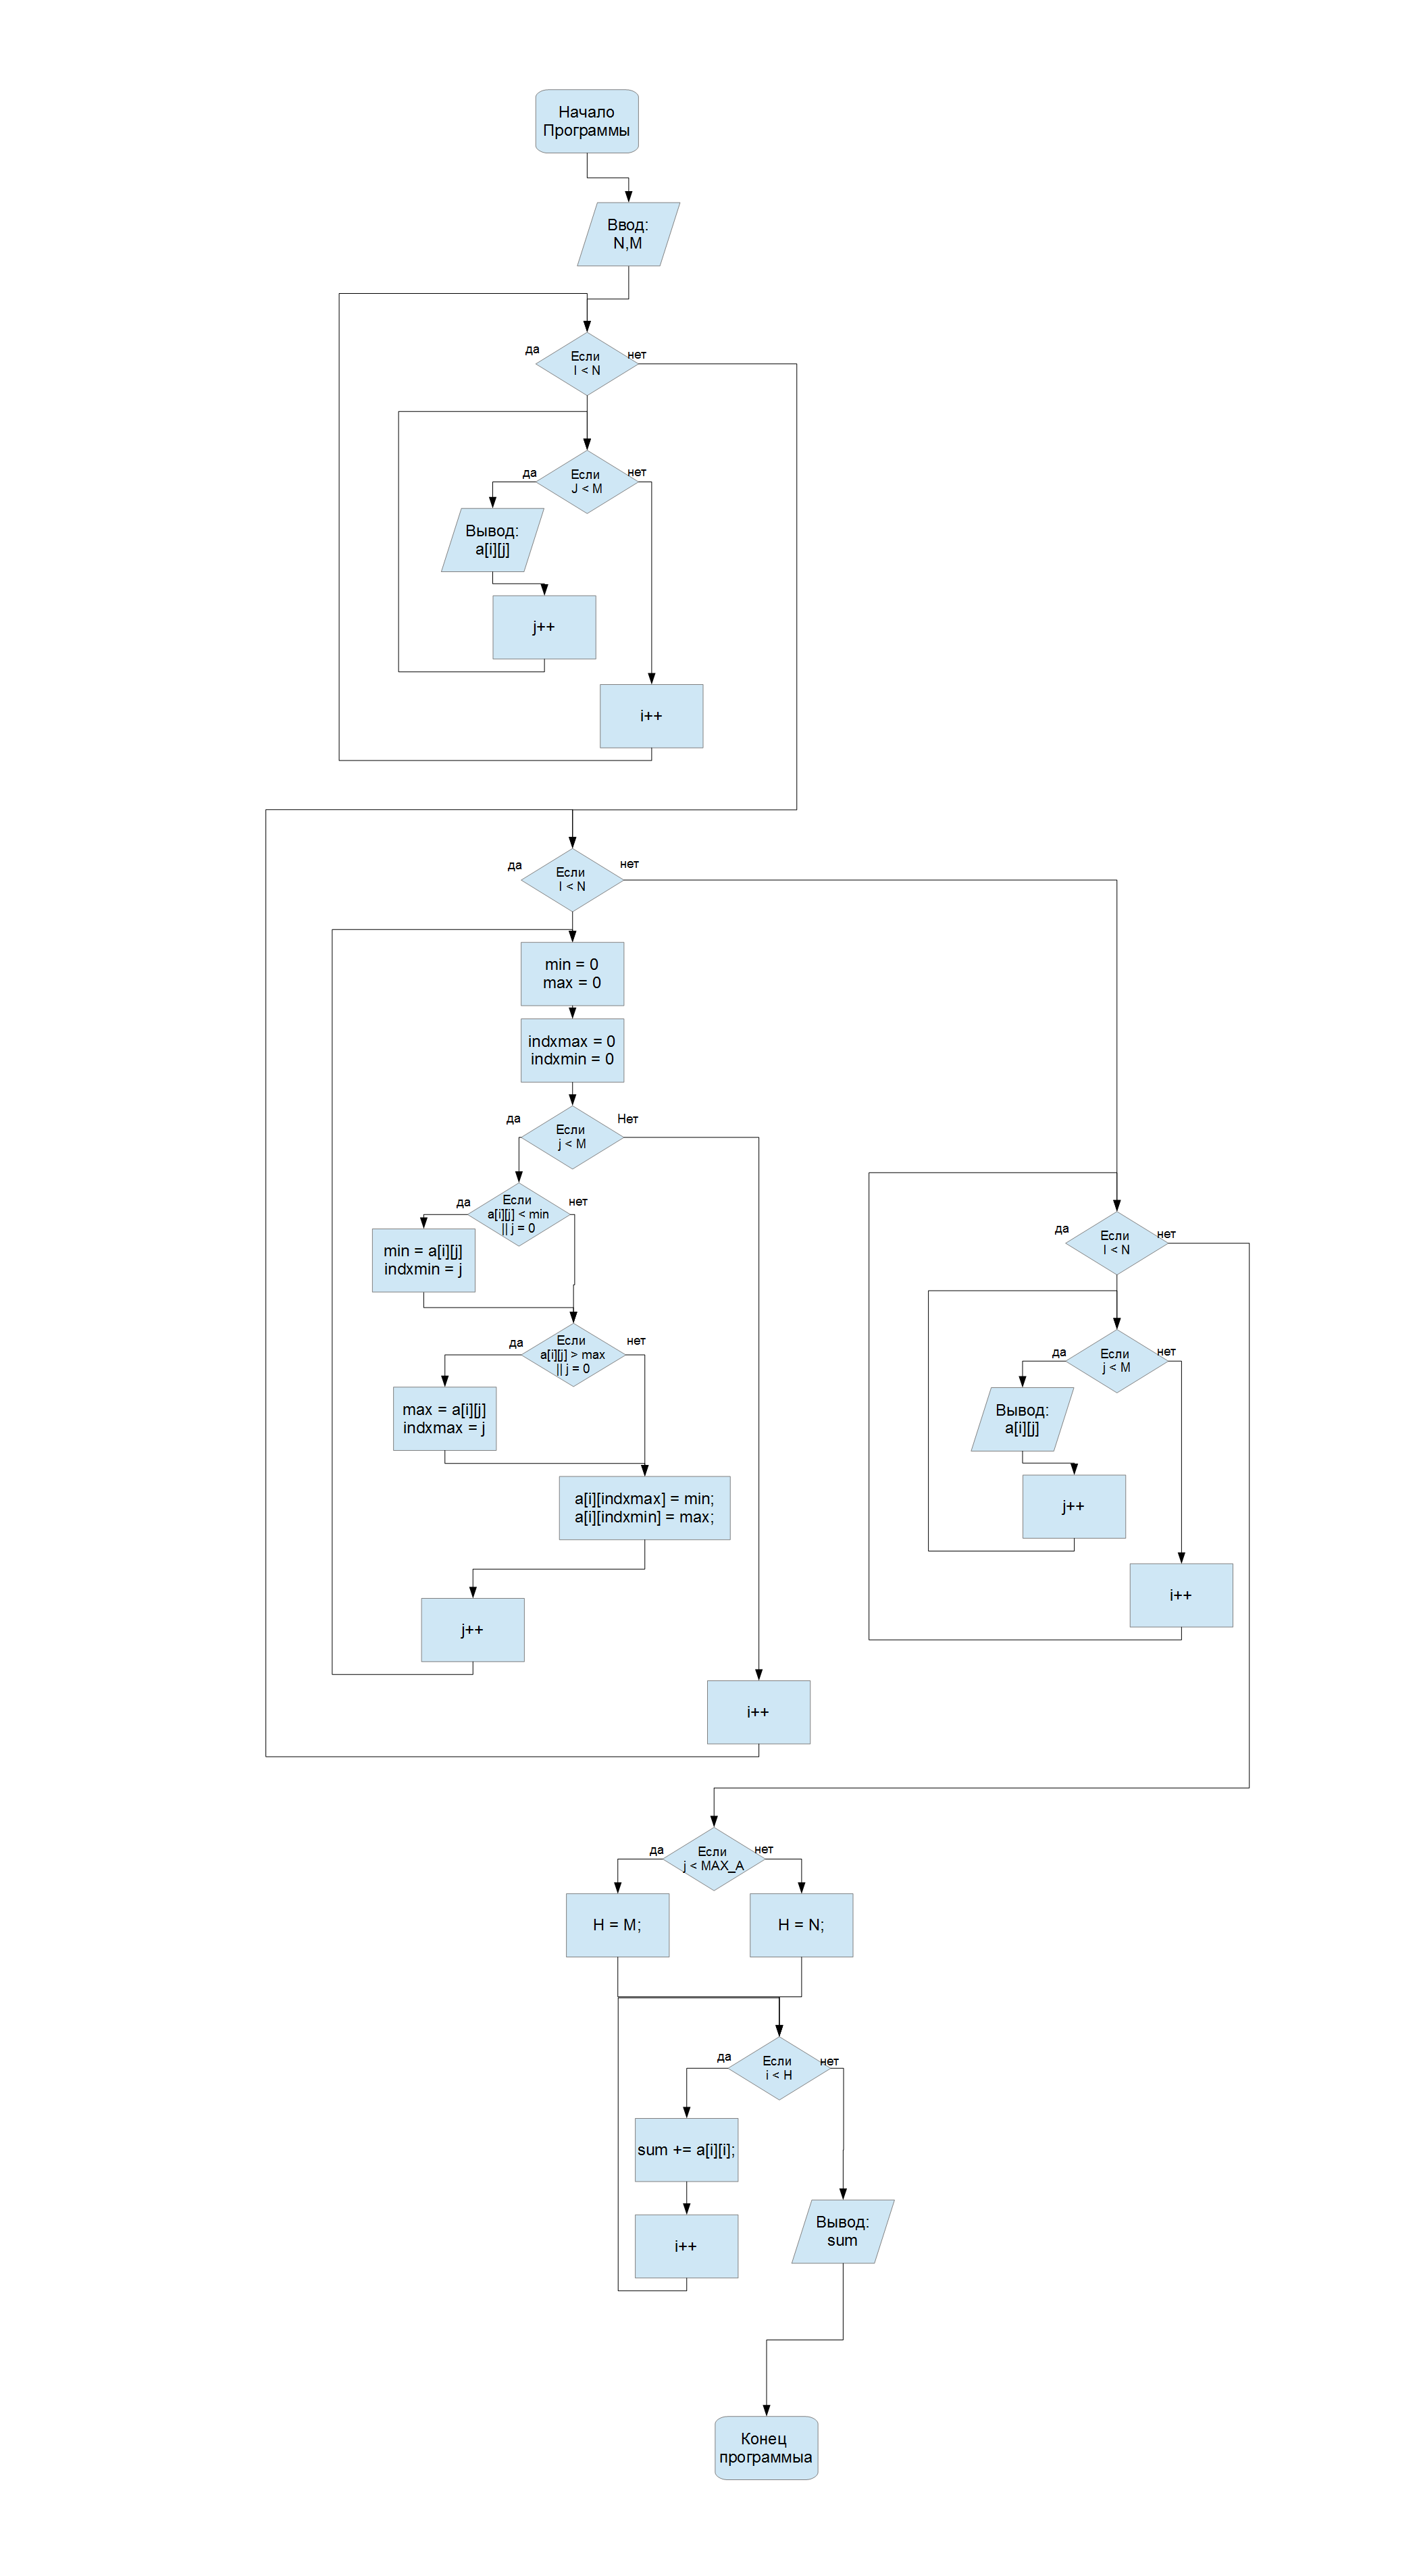 Начало
Программы
Ввод:
N,M
да
Если
I < N
нет
да
Если
J < M
нет
Вывод:
a[i][j]
j++
i++
да
Если
I < N
нет
min = 0
max = 0
indxmax = 0
indxmin = 0
да
Если
j < M
Нет
да
Если
a[i][j] < min
|| j = 0
нет
min = a[i][j]
indxmin = j
да
Если
a[i][j] > max
|| j = 0
нет
max = a[i][j]
indxmax = j
a[i][indxmax] = min;
a[i][indxmin] = max;
j++
i++
да
Если
I < N
нет
да
Если
j < M
нет
Вывод:
a[i][j]
j++
i++
да
Если
j < MAX_A
нет
H = M;
H = N;
да
Если
i < H
нет
sum += a[i][i];
i++
Вывод:
sum
Конец
программыа